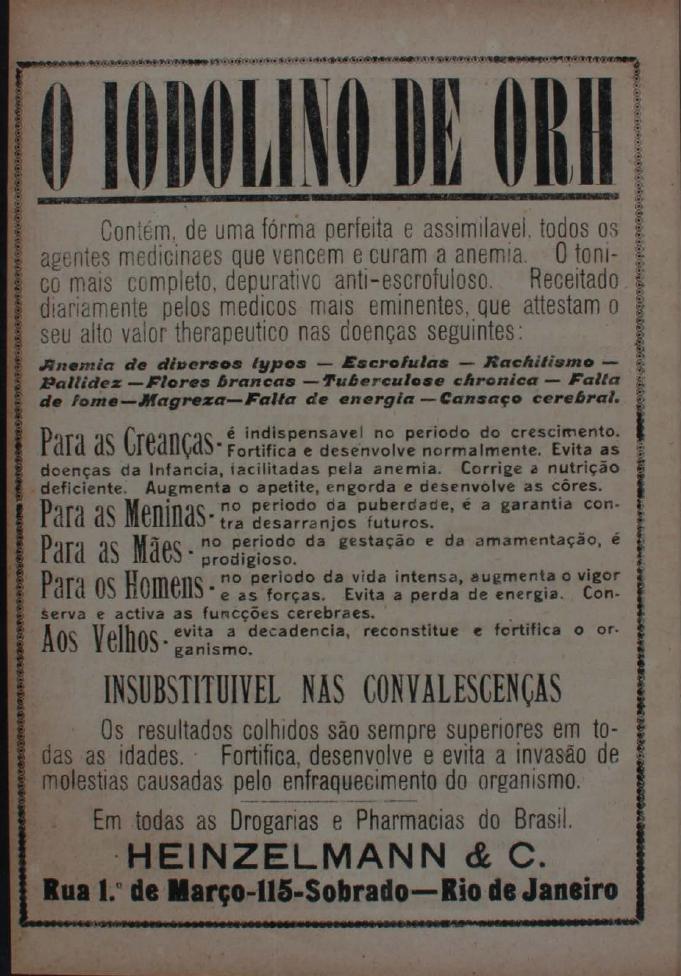 O IODOLINO DE ORH
Contém, de uma fórma perfeita e assimilavel, todos os
agentes medicinaes que vencem e curam a anemia. O toni-
co mais completo, depurativo anti-escrofuloso. Receitado
diariamente pelos medicos mais eminentes, que attestam o
seu alto valor therapeutico nas doenças seguintes:
Anemia de diversos typos — Escrofulas — Rachitismo —
Pallidez — Flores brancas — Tuberculose chronica — Falta
de fome — Magreza — Falta de energia — Cansaço cerebral.
Para as Creanças - é indispensavel no periodo do crescimento.
Fortifica e desenvolve normalmente. Evita as
doenças da Infancia, facilitadas pela anemia. Corrige a nutrição
deficiente. Augmenta o apetite, engorda e desenvolve as côres.
Para as Meninas - no periodo da puberdade, é a garantia con-
tra desarranjos futuros.
Para as Mães - no periodo da gestação e da amamentação, é
prodigioso.
Para os Homens - no periodo da vida intensa, augmenta o vigor
e as forças. Evita a perda de energia. Con-
serva e activa as funcções cerebraes.
Aos Velhos - evita a decadencia, reconstitue e fortifica o or-
ganismo.
INSUBSTITUIVEL NAS CONVALESCENÇAS
Os resultados colhidos são sempre superiores em to-
das as idades. Fortifica, desenvolve e evita a invasão de
molestias causadas pelo enfraquecimento do organismo.
Em todas as Drogarias e Pharmacias do Brasil.
HEINZELMANN & C.
Rua 1.º de Março-115-Sobrado—Rio de Janeiro